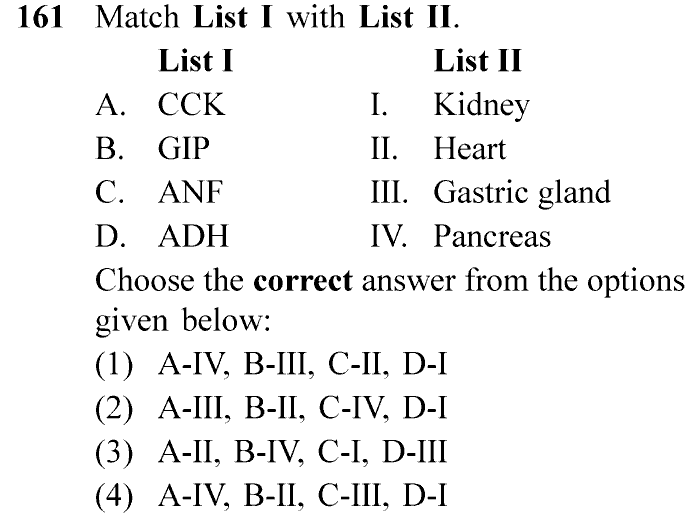 161 Match List I with List II.
List I List II
A. CCK I. Kidney
B. GIP II. Heart
C. ANF III. Gastric gland
D. ADH IV. Pancreas
Choose the correct answer from the options
given below:
(1) A-IV, B-III, C-II, D-I
(2) A-III, B-II, C-IV, D-I
(3) A-II, B-IV, C-I, D-III
(4) A-IV, B-II, C-III, D-I